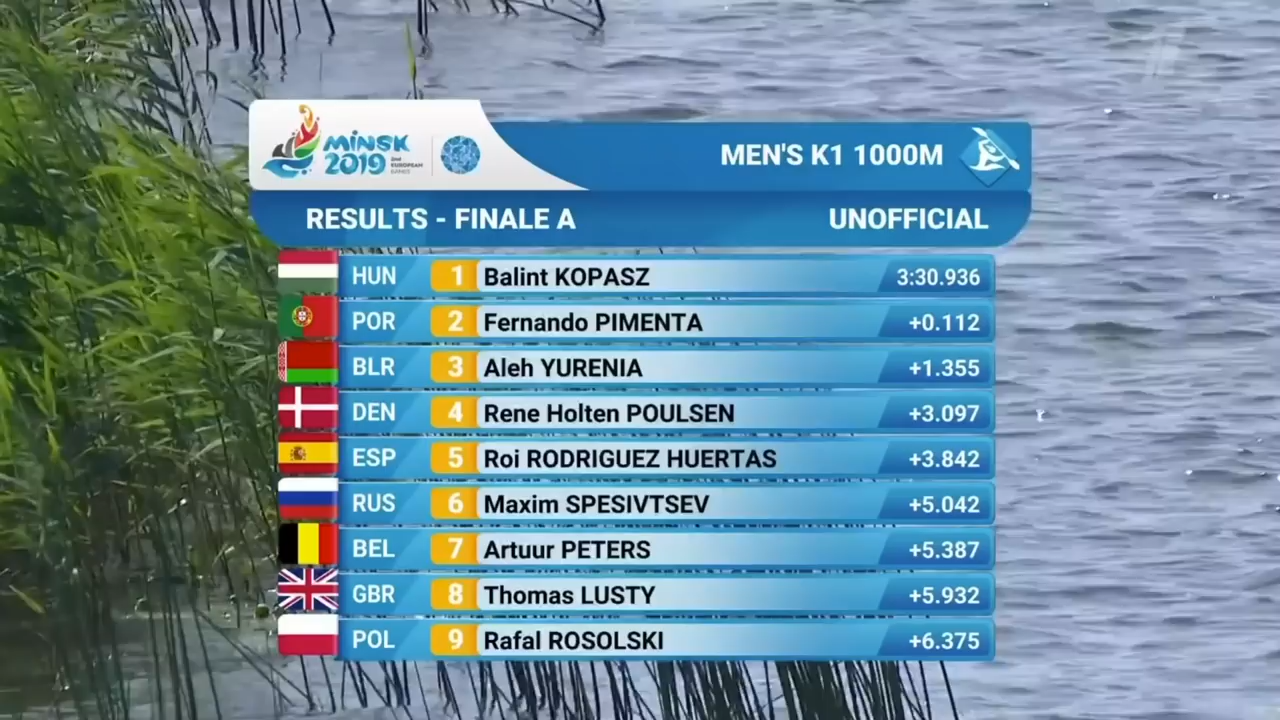 MINSK
2019
2nd
EUROPEAN
GAMES
MEN'S K1 1000M
RESULTS - FINALE A UNOFFICIAL
HUN 1 Balint KOPASZ 3:30.936
POR 2 Fernando PIMENTA +0.112
BLR 3 Aleh YURENIA +1.355
DEN 4 Rene Holten POULSEN +3.097
ESP 5 Roi RODRIGUEZ HUERTAS +3.842
RUS 6 Maxim SPESIVTSEV +5.042
BEL 7 Artuur PETERS +5.387
GBR 8 Thomas LUSTY +5.932
POL 9 Rafal ROSOLSKI +6.375